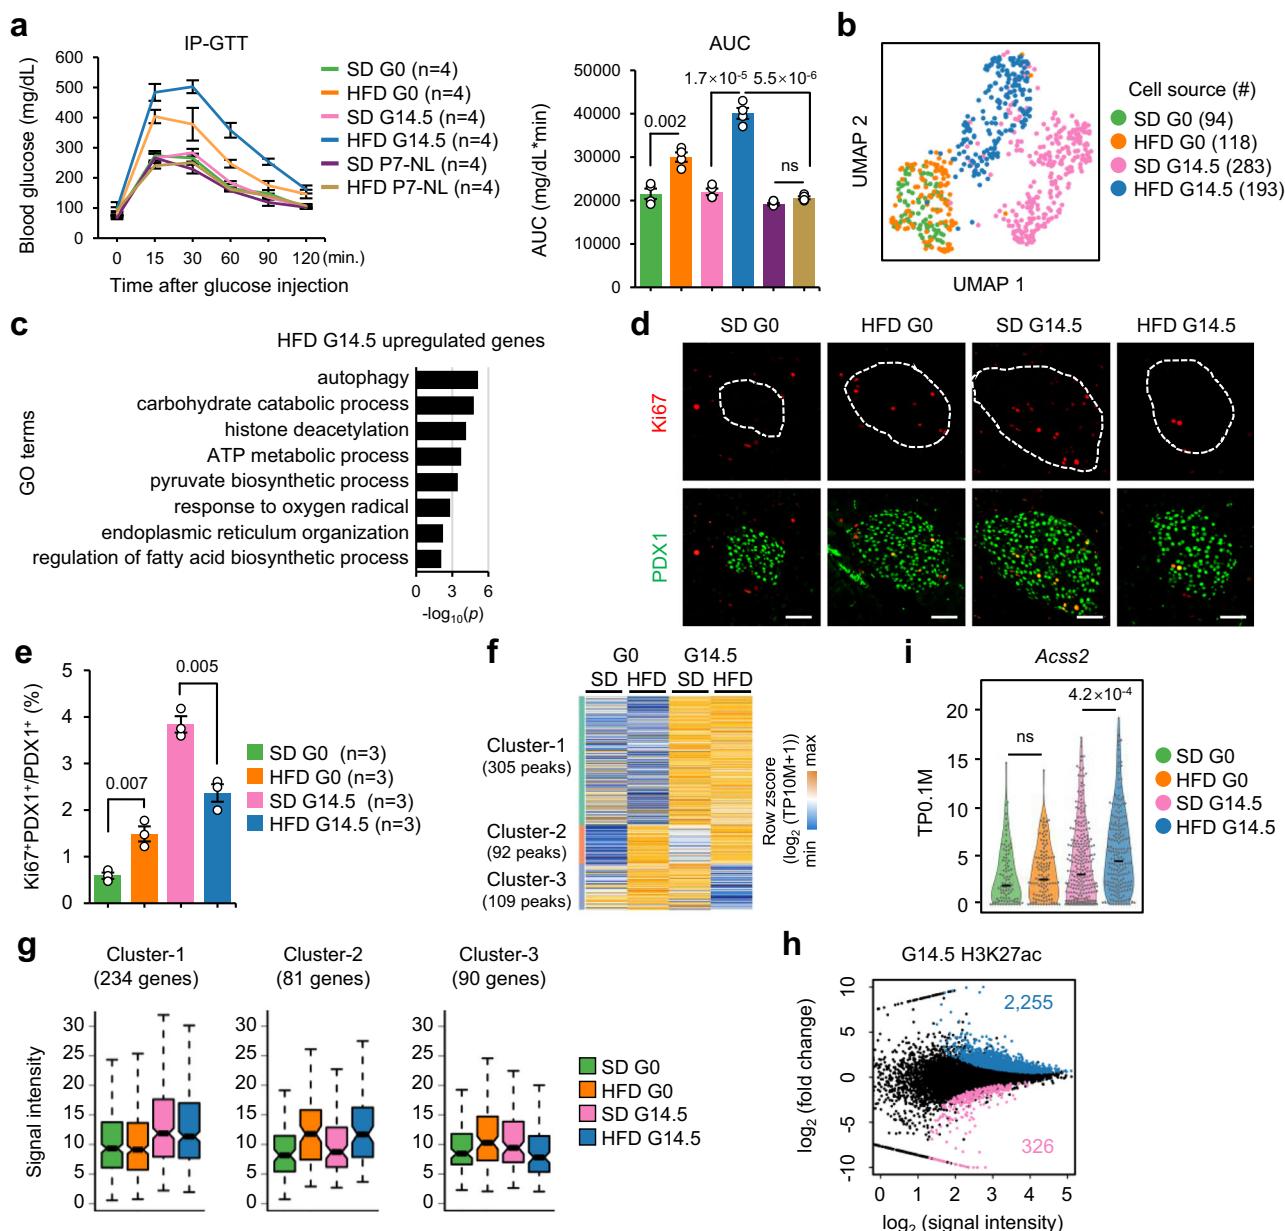 a
IP-GTT
Blood glucose (mg/dL)
600
500
400
300
200
100
0
0 15 30 60 90 120 (min.)
Time after glucose injection
SD G0 (n=4)
HFD G0 (n=4)
SD G14.5 (n=4)
HFD G14.5 (n=4)
SD P7-NL (n=4)
HFD P7-NL (n=4)
AUC
AUC (mg/dL*min)
50000
40000
30000
20000
10000
0
0.002
1.7×10⁻⁵
5.5×10⁻⁶
ns
b
UMAP 2
UMAP 1
Cell source (#)
SD G0 (94)
HFD G0 (118)
SD G14.5 (283)
HFD G14.5 (193)
c
HFD G14.5 upregulated genes
GO terms
autophagy
carbohydrate catabolic process
histone deacetylation
ATP metabolic process
pyruvate biosynthetic process
response to oxygen radical
endoplasmic reticulum organization
regulation of fatty acid biosynthetic process
0 3 6
-log₁₀(p)
d
SD G0 HFD G0 SD G14.5 HFD G14.5
Ki67
PDX1
e
Ki67⁺PDX1⁺/PDX1⁺ (%)
5
4
3
2
1
0
0.007
0.005
SD G0 (n=3)
HFD G0 (n=3)
SD G14.5 (n=3)
HFD G14.5 (n=3)
f
G0 G14.5
SD HFD SD HFD
Cluster-1
(305 peaks)
Cluster-2
(92 peaks)
Cluster-3
(109 peaks)
Row zscore
(log₂ (TP10M+1))
min max
i
Acss2
TP0.1M
20
15
10
5
0
ns
4.2×10⁻⁴
SD G0
HFD G0
SD G14.5
HFD G14.5
g
Signal intensity
Cluster-1
(234 genes)
30
25
20
15
10
5
0
Cluster-2
(81 genes)
30
25
20
15
10
5
0
Cluster-3
(90 genes)
30
25
20
15
10
5
0
SD G0
HFD G0
SD G14.5
HFD G14.5
h
G14.5 H3K27ac
log₂ (fold change)
10
5
0
-5
-10
2,255
326
0 1 2 3 4 5
log₂ (signal intensity)